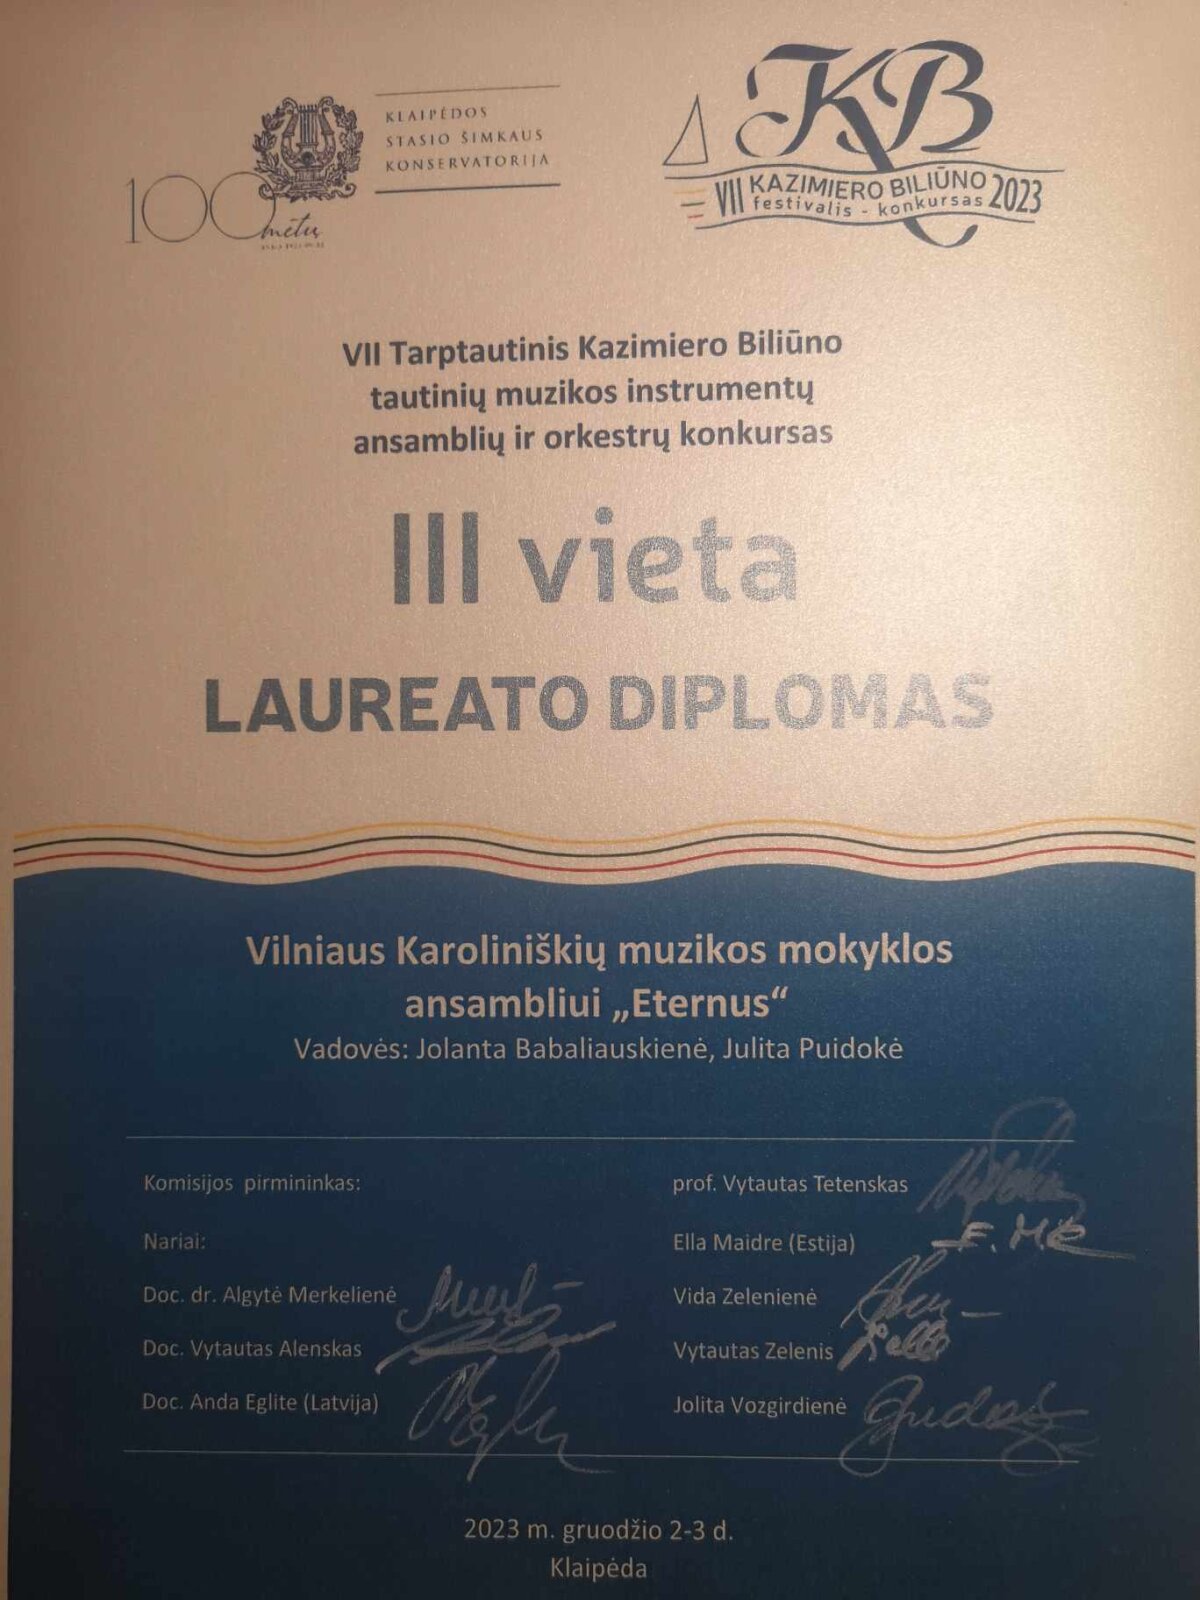 KLAIPĖDOS
STASIO ŠIMKAUS
KONSERVATORIJA
100
metų
KB
VII KAZIMIERO BILIŪNO 2023
festivalis - konkursas
VII Tarptautinis Kazimiero Biliūno
tautinių muzikos instrumentų
ansamblių ir orkestrų konkursas
III vieta
LAUREATO DIPLOMAS
Vilniaus Karoliniškių muzikos mokyklos
ansambliui „Eternus“
Vadovės: Jolanta Babaliauskienė, Julita Puidokė
Komisijos pirmininkas: prof. Vytautas Tetenskas
Nariai: Ella Maidre (Estija)
Doc. dr. Algytė Merkelienė Vida Zelenienė
Doc. Vytautas Alenskas Vytautas Zelenis
Doc. Anda Eglite (Latvija) Jolita Vozgirdienė
2023 m. gruodžio 2-3 d.
Klaipėda